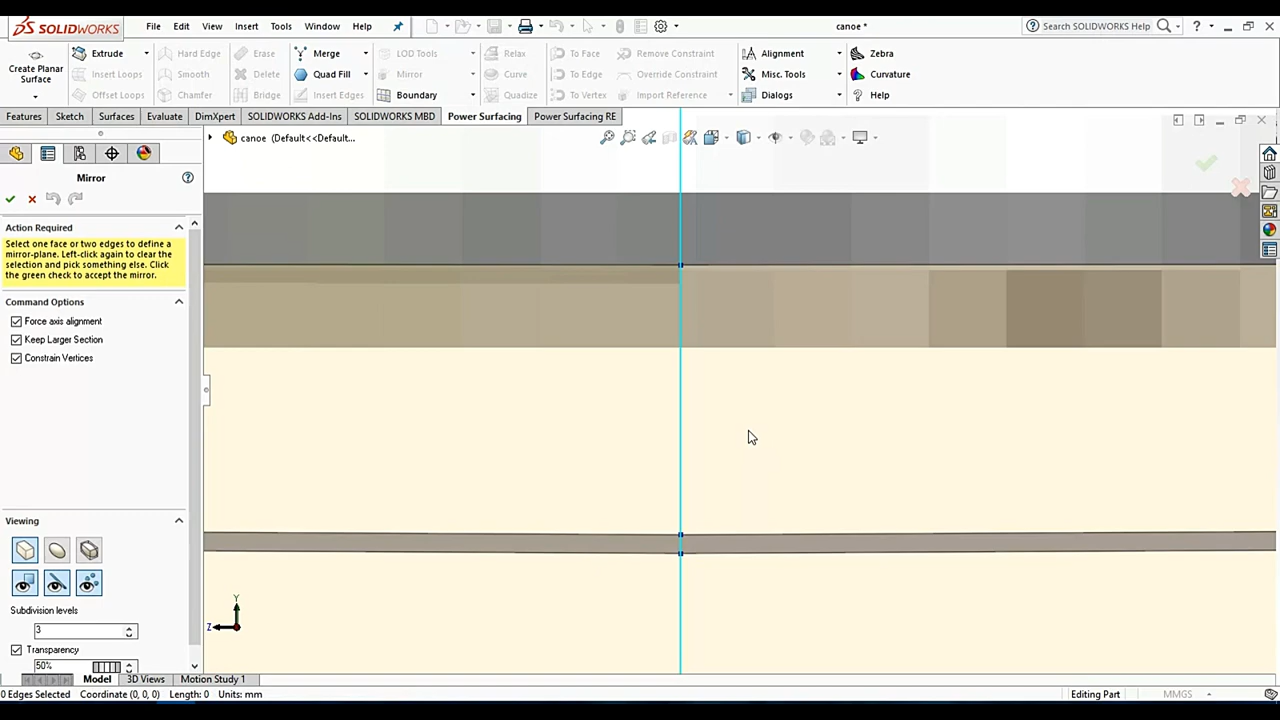 SOLIDWORKS File Edit View Insert Tools Window Help canoe * Search SOLIDWORKS Help
Create Planar Surface
Extrude Hard Edge Erase Merge LOD Tools Relax To Face Remove Constraint Alignment Zebra
Insert Loops Smooth Delete Quad Fill Mirror Curve To Edge Override Constraint Misc. Tools Curvature
Offset Loops Chamfer Bridge Insert Edges Boundary Quadize To Vertex Import Reference Dialogs Help
Features Sketch Surfaces Evaluate DimXpert SOLIDWORKS Add-Ins SOLIDWORKS MBD Power Surfacing Power Surfacing RE
canoe (Default<<Default...
Mirror
Action Required
Select one face or two edges to define a
mirror-plane. Left-click again to clear the
selection and pick something else. Click
the green check to accept the mirror.
Command Options
Force axis alignment
Keep Larger Section
Constrain Vertices
Viewing
Subdivision levels
3
Transparency
50%
Y
Z
Model 3D Views Motion Study 1
0 Edges Selected Coordinate (0, 0, 0) Length: 0 Units: mm Editing Part MMGS